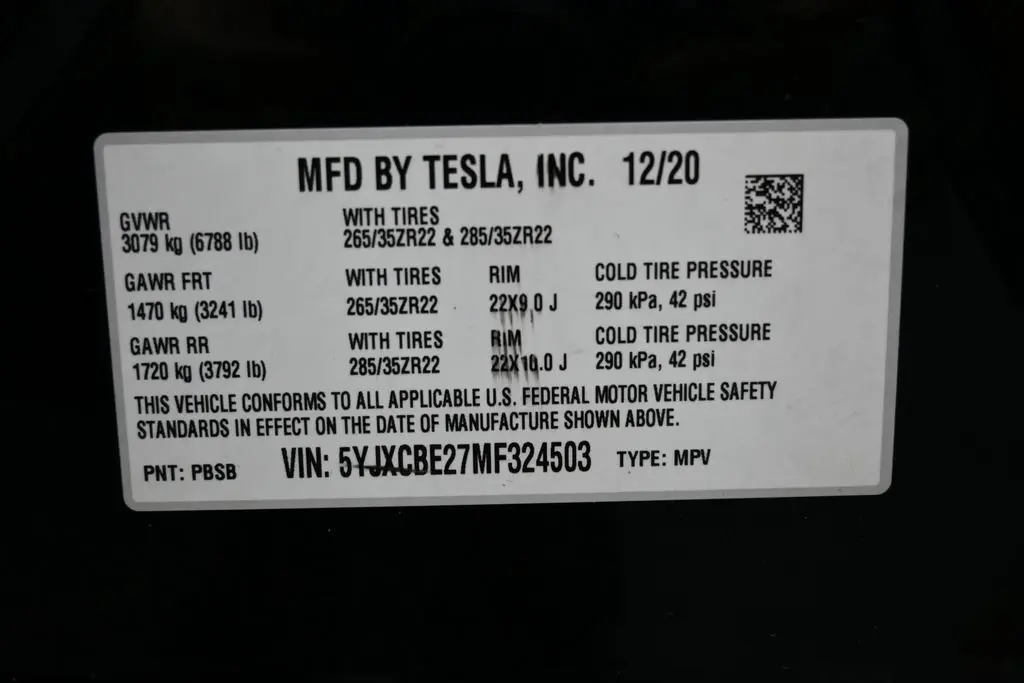 MFD BY TESLA, INC. 12/20
GVWR WITH TIRES
3079 kg (6788 lb) 265/35ZR22 & 285/35ZR22
GAWR FRT WITH TIRES RIM COLD TIRE PRESSURE
1470 kg (3241 lb) 265/35ZR22 22X9.0 J 290 kPa, 42 psi
GAWR RR WITH TIRES RIM COLD TIRE PRESSURE
1720 kg (3792 lb) 285/35ZR22 22X10.0 J 290 kPa, 42 psi
THIS VEHICLE CONFORMS TO ALL APPLICABLE U.S. FEDERAL MOTOR VEHICLE SAFETY
STANDARDS IN EFFECT ON THE DATE OF MANUFACTURE SHOWN ABOVE.
PNT: PBSB VIN: 5YJXCBE27MF324503 TYPE: MPV